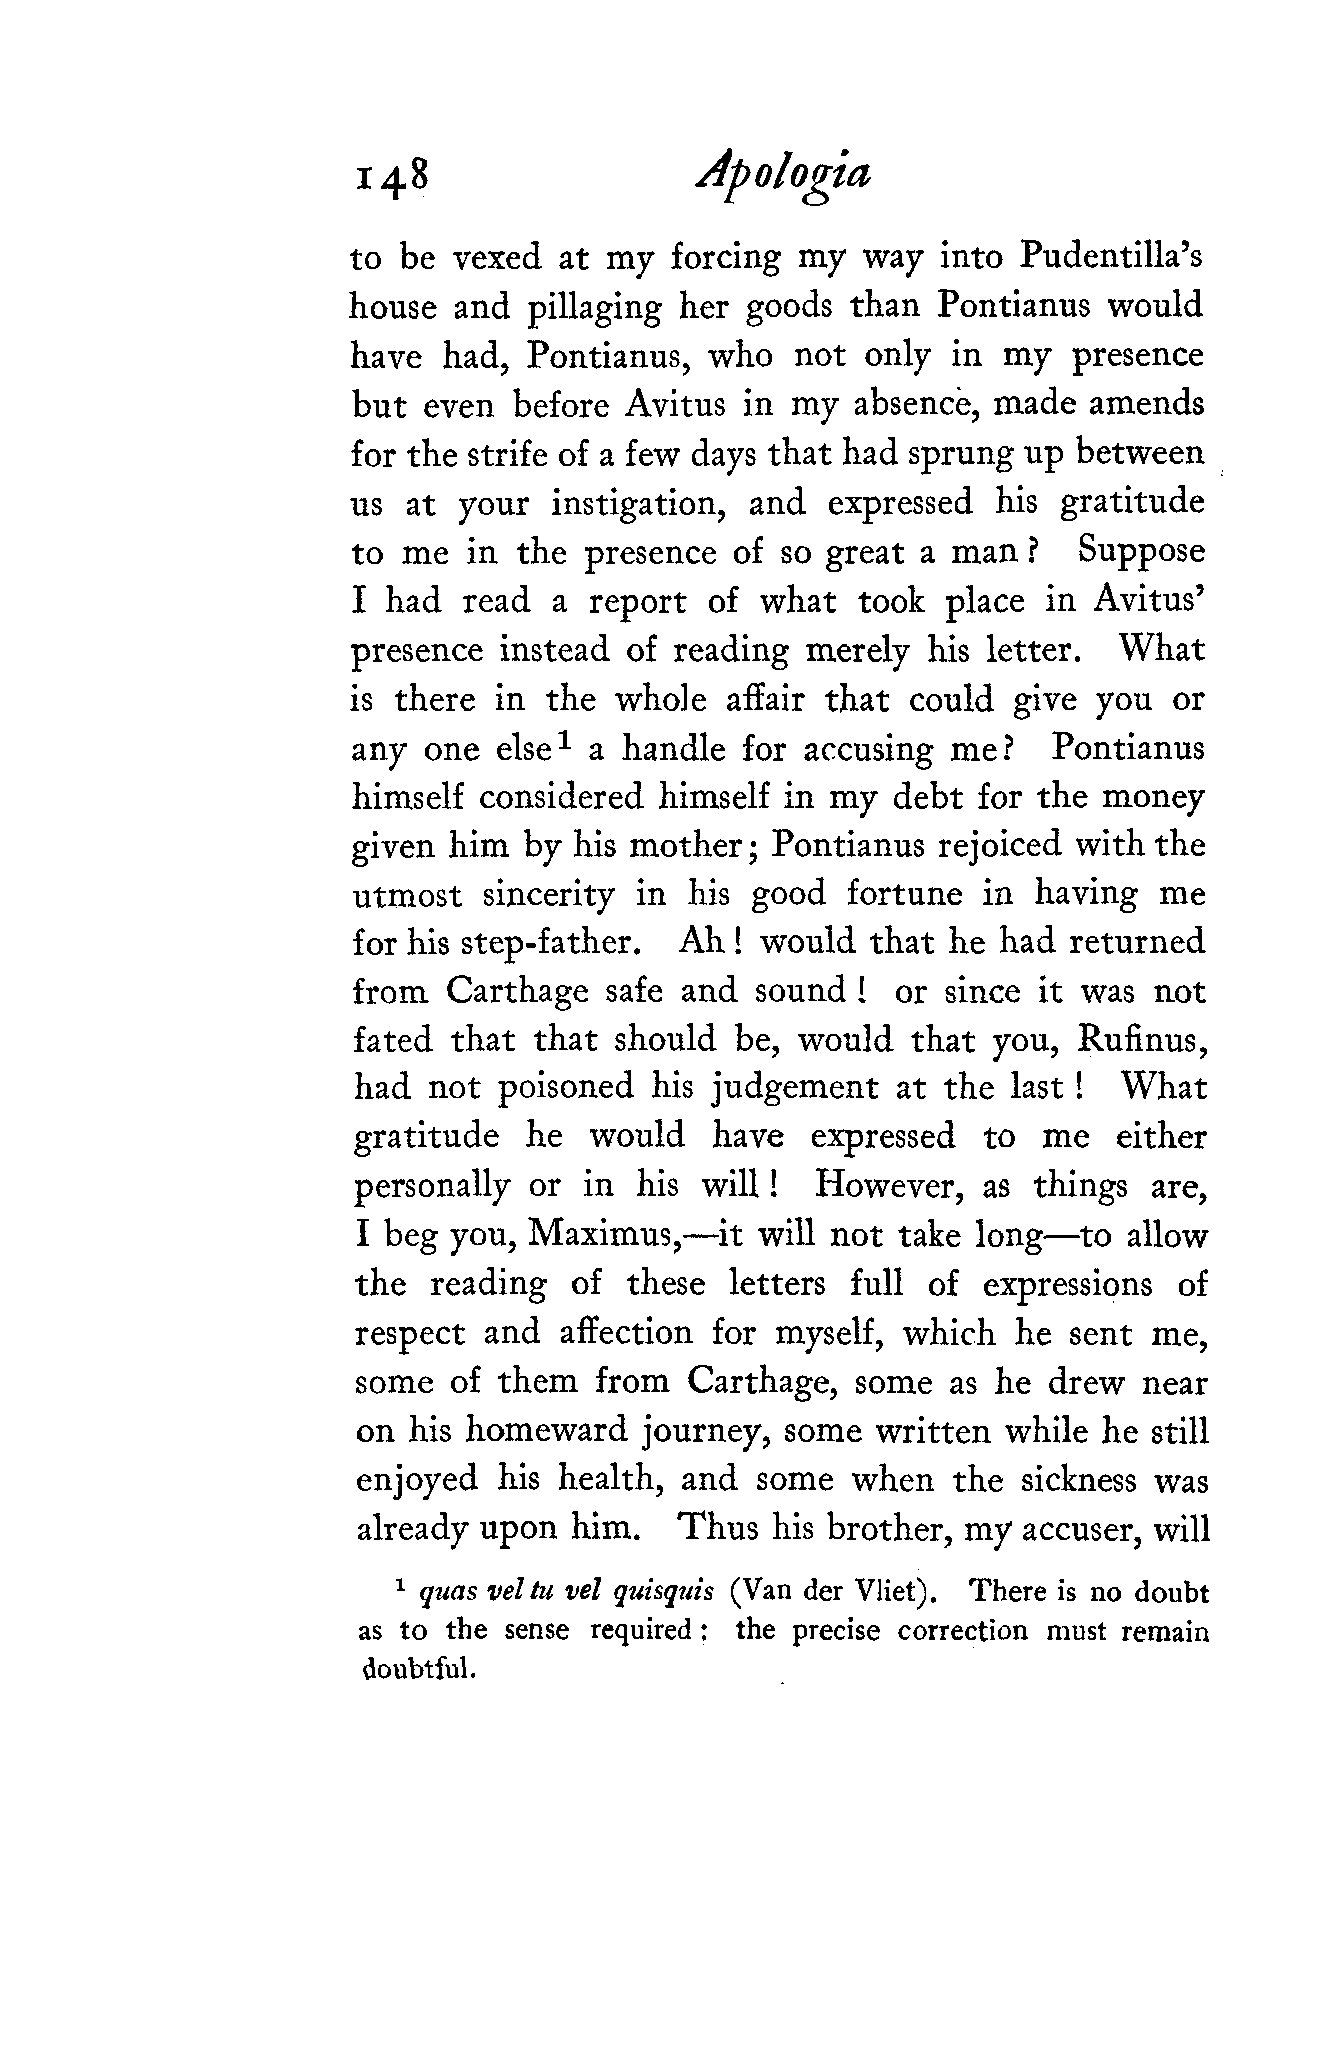 148 Apologia
to be vexed at my forcing my way into Pudentilla's
house and pillaging her goods than Pontianus would
have had, Pontianus, who not only in my presence
but even before Avitus in my absence, made amends
for the strife of a few days that had sprung up between
us at your instigation, and expressed his gratitude
to me in the presence of so great a man? Suppose
I had read a report of what took place in Avitus'
presence instead of reading merely his letter. What
is there in the whole affair that could give you or
any one else¹ a handle for accusing me? Pontianus
himself considered himself in my debt for the money
given him by his mother; Pontianus rejoiced with the
utmost sincerity in his good fortune in having me
for his step-father. Ah! would that he had returned
from Carthage safe and sound! or since it was not
fated that that should be, would that you, Rufinus,
had not poisoned his judgement at the last! What
gratitude he would have expressed to me either
personally or in his will! However, as things are,
I beg you, Maximus,—it will not take long—to allow
the reading of these letters full of expressions of
respect and affection for myself, which he sent me,
some of them from Carthage, some as he drew near
on his homeward journey, some written while he still
enjoyed his health, and some when the sickness was
already upon him. Thus his brother, my accuser, will
¹ quas vel tu vel quisquis (Van der Vliet). There is no doubt
as to the sense required: the precise correction must remain
doubtful.